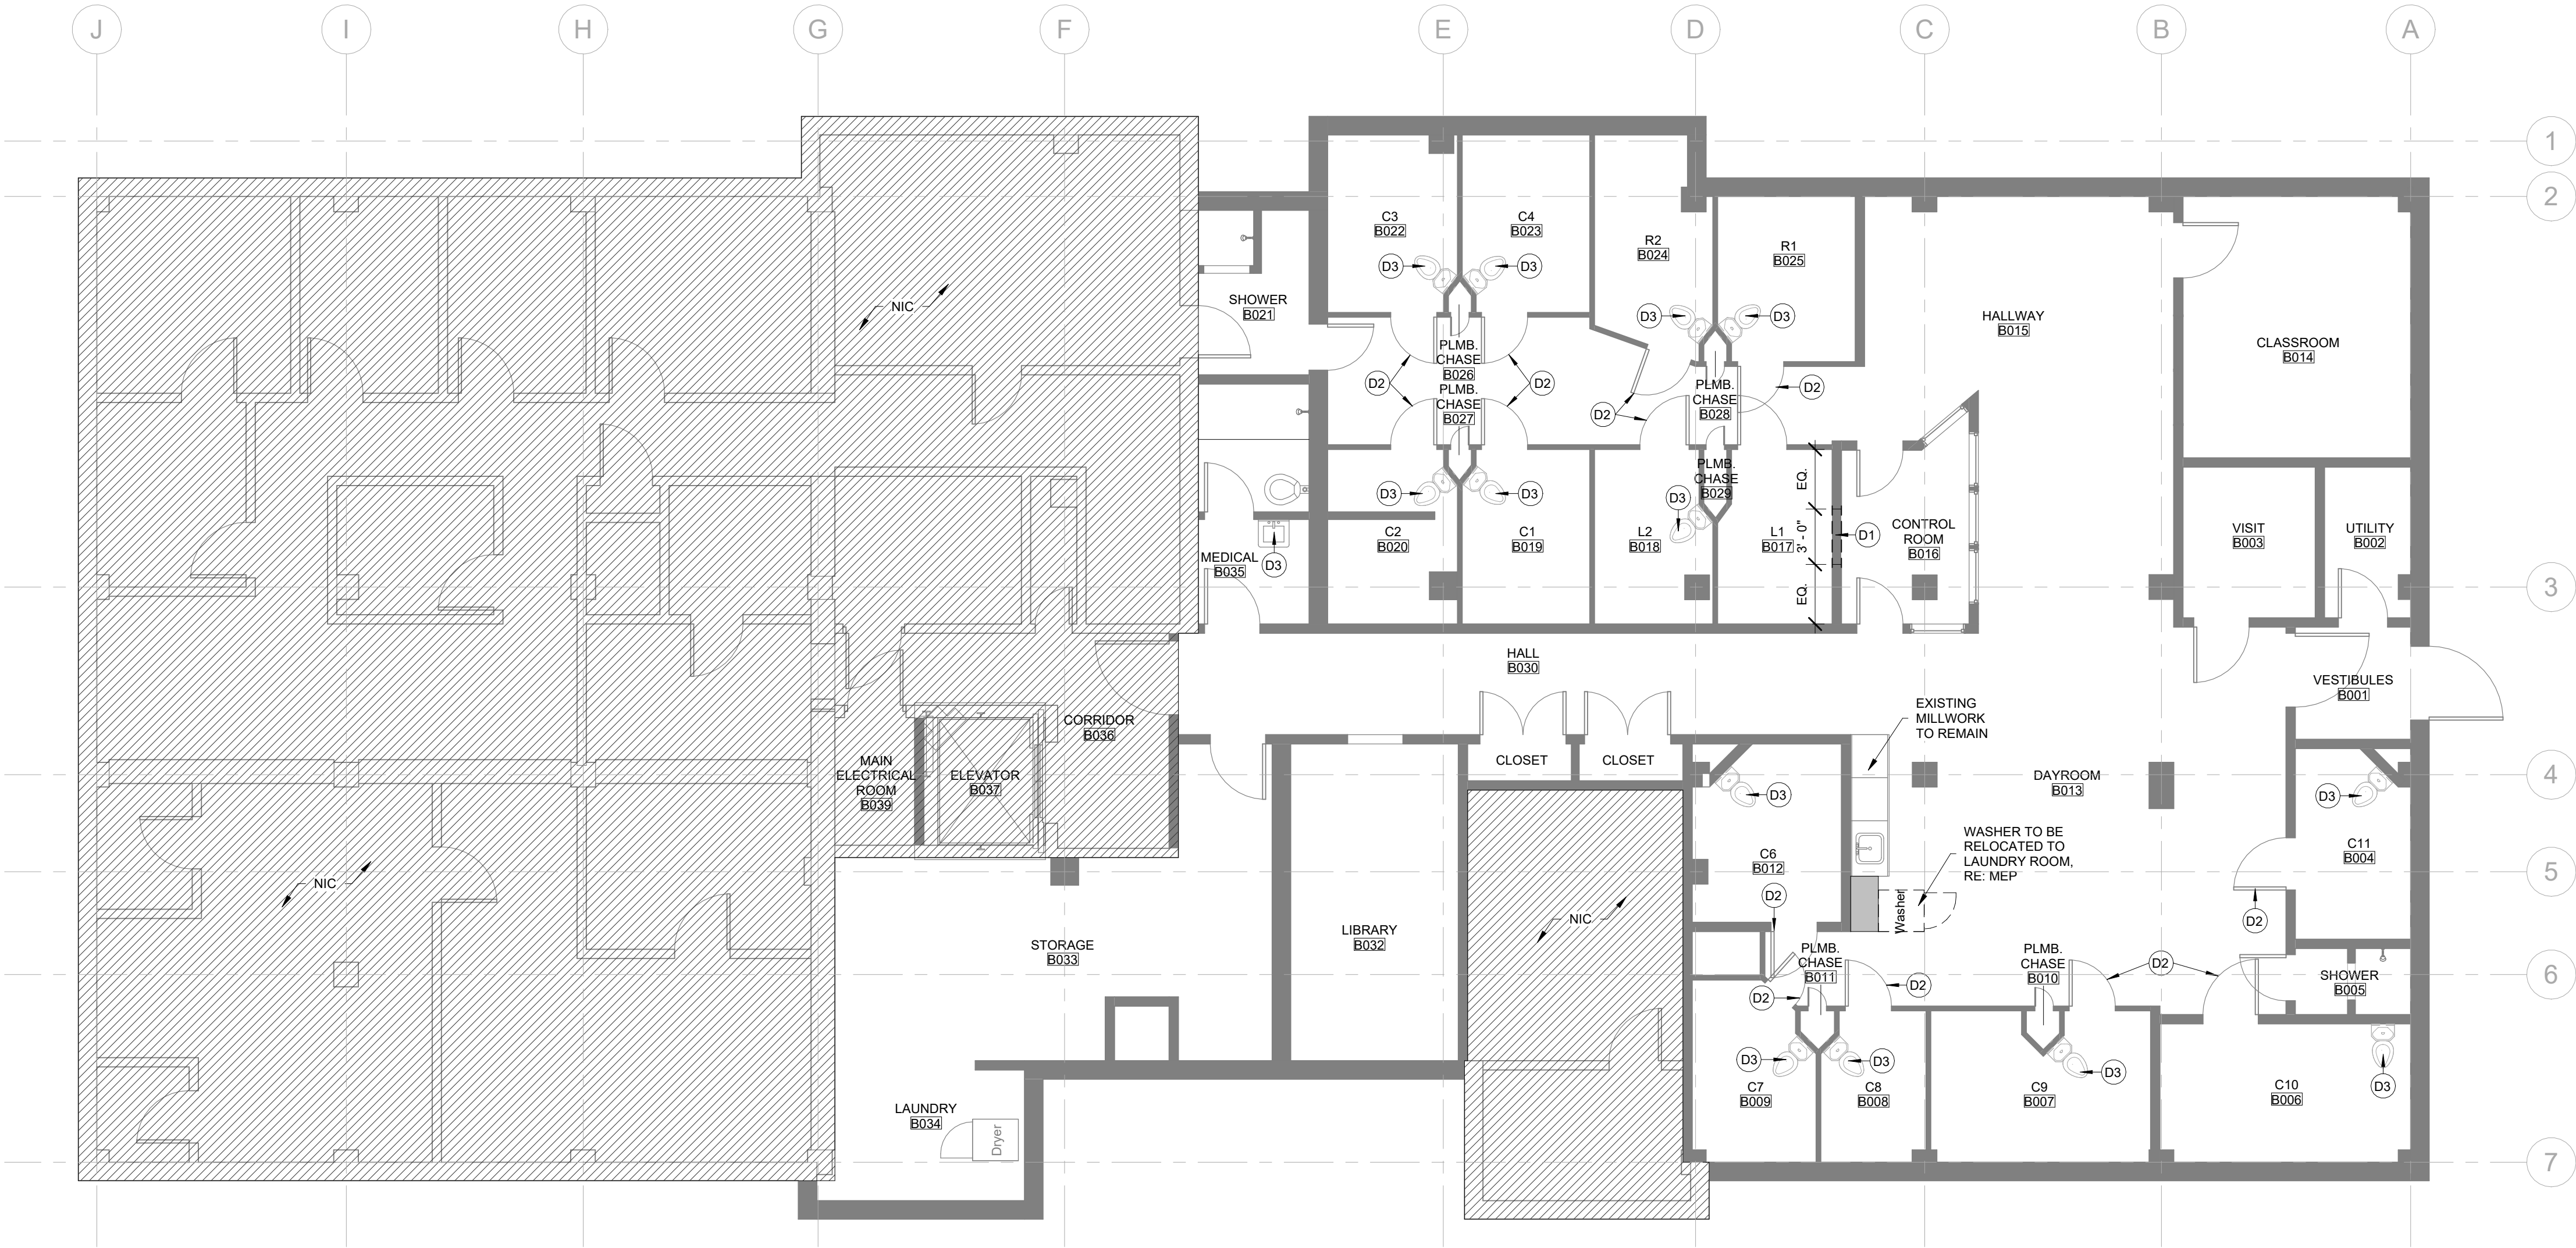 J
I
H
G
F
E
D
C
B
A
1
2
3
4
5
6
7
NIC
SHOWER
B021
C3
B022
C4
B023
R2
B024
R1
B025
D3
D3
D3
D3
HALLWAY
B015
CLASSROOM
B014
PLMB.
CHASE
B026
PLMB.
CHASE
B027
D2
D2
D2
PLMB.
CHASE
B028
D2
PLMB.
CHASE
B029
EQ.
3' - 0"
EQ.
D3
D3
D3
D1
C2
B020
C1
B019
L2
B018
L1
B017
CONTROL
ROOM
B016
VISIT
B003
UTILITY
B002
MEDICAL
B035
D3
HALL
B030
VESTIBULES
B001
CORRIDOR
B036
MAIN
ELECTRICAL
ROOM
B039
ELEVATOR
B037
CLOSET
CLOSET
EXISTING
MILLWORK
TO REMAIN
DAYROOM
B013
D3
D3
WASHER TO BE
RELOCATED TO
LAUNDRY ROOM,
RE: MEP
C6
B012
C11
B004
NIC
NIC
D2
Washer
D2
STORAGE
B033
LIBRARY
B032
PLMB.
CHASE
B011
PLMB.
CHASE
B010
D2
D2
D2
SHOWER
B005
D3
D3
D3
D3
C7
B009
C8
B008
C9
B007
C10
B006
LAUNDRY
B034
Dryer